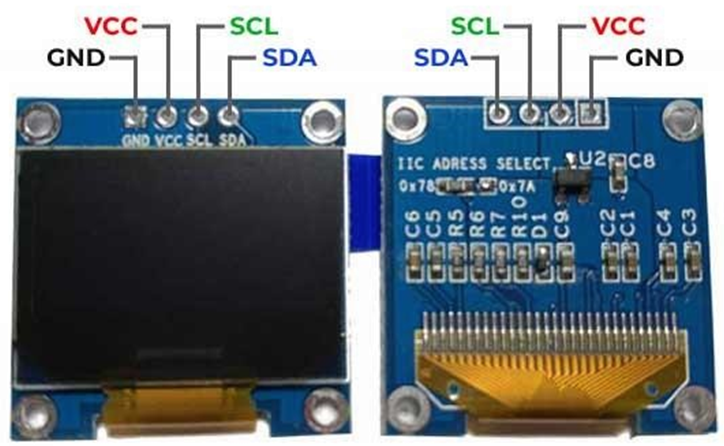 VCC SCL
GND SDA
GND VCC SCL SDA
SCL VCC
SDA GND
IIC ADRESS SELECT U2 C8
0x78 0x7A
C6 C5 R5 R6 R7 R10 D1 C9 C2 C1 C4 C3